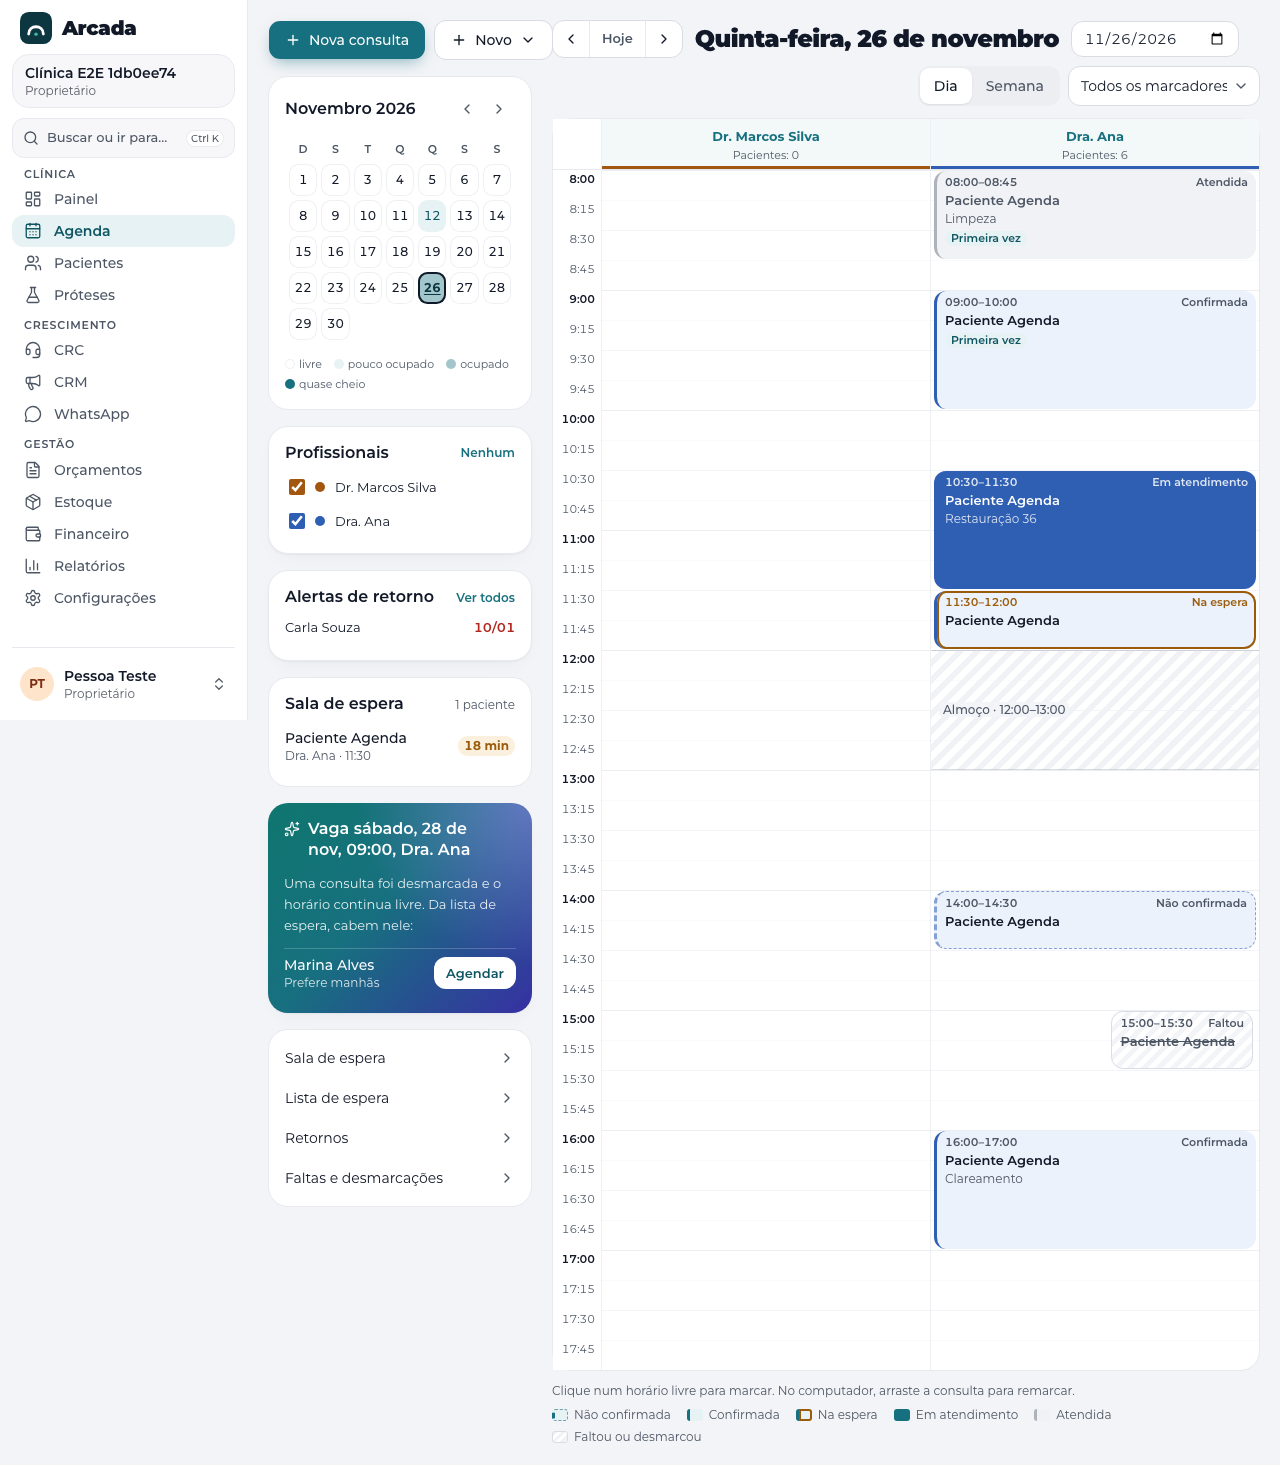 Arcada
Clínica E2E 1db0ee74
Proprietário
Buscar ou ir para... Ctrl K
CLÍNICA
Painel
Agenda
Pacientes
Próteses
CRESCIMENTO
CRC
CRM
WhatsApp
GESTÃO
Orçamentos
Estoque
Financeiro
Relatórios
Configurações
PT
Pessoa Teste
Proprietário
Nova consulta
Novo
Hoje
Quinta-feira, 26 de novembro
11/26/2026
Dia
Semana
Todos os marcadores
Novembro 2026
D S T Q Q S S
1 2 3 4 5 6 7
8 9 10 11 12 13 14
15 16 17 18 19 20 21
22 23 24 25 26 27 28
29 30
livre pouco ocupado ocupado
quase cheio
Profissionais Nenhum
Dr. Marcos Silva
Dra. Ana
Alertas de retorno Ver todos
Carla Souza 10/01
Sala de espera 1 paciente
Paciente Agenda
Dra. Ana · 11:30
18 min
Vaga sábado, 28 de
nov, 09:00, Dra. Ana
Uma consulta foi desmarcada e o
horário continua livre. Da lista de
espera, cabem nele:
Marina Alves
Prefere manhãs
Agendar
Sala de espera
Lista de espera
Retornos
Faltas e desmarcações
Dr. Marcos Silva
Pacientes: 0
Dra. Ana
Pacientes: 6
8:00
8:15
8:30
8:45
9:00
9:15
9:30
9:45
10:00
10:15
10:30
10:45
11:00
11:15
11:30
11:45
12:00
12:15
12:30
12:45
13:00
13:15
13:30
13:45
14:00
14:15
14:30
14:45
15:00
15:15
15:30
15:45
16:00
16:15
16:30
16:45
17:00
17:15
17:30
17:45
08:00–08:45 Atendida
Paciente Agenda
Limpeza
Primeira vez
09:00–10:00 Confirmada
Paciente Agenda
Primeira vez
10:30–11:30 Em atendimento
Paciente Agenda
Restauração 36
11:30–12:00 Na espera
Paciente Agenda
Almoço · 12:00–13:00
14:00–14:30 Não confirmada
Paciente Agenda
15:00–15:30 Faltou
Paciente Agenda
16:00–17:00 Confirmada
Paciente Agenda
Clareamento
Clique num horário livre para marcar. No computador, arraste a consulta para remarcar.
Não confirmada Confirmada Na espera Em atendimento Atendida
Faltou ou desmarcou